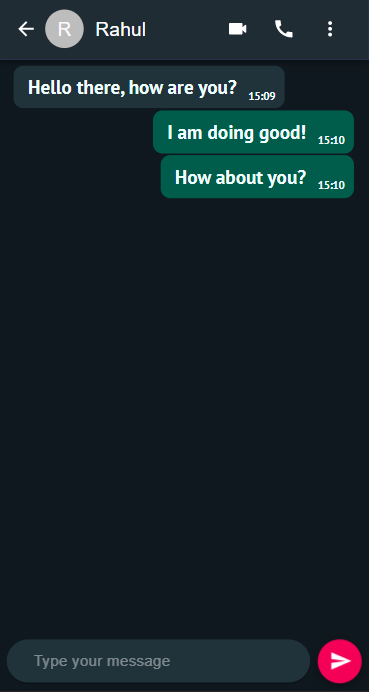 R Rahul
Hello there, how are you? 15:09
I am doing good! 15:10
How about you? 15:10
Type your message